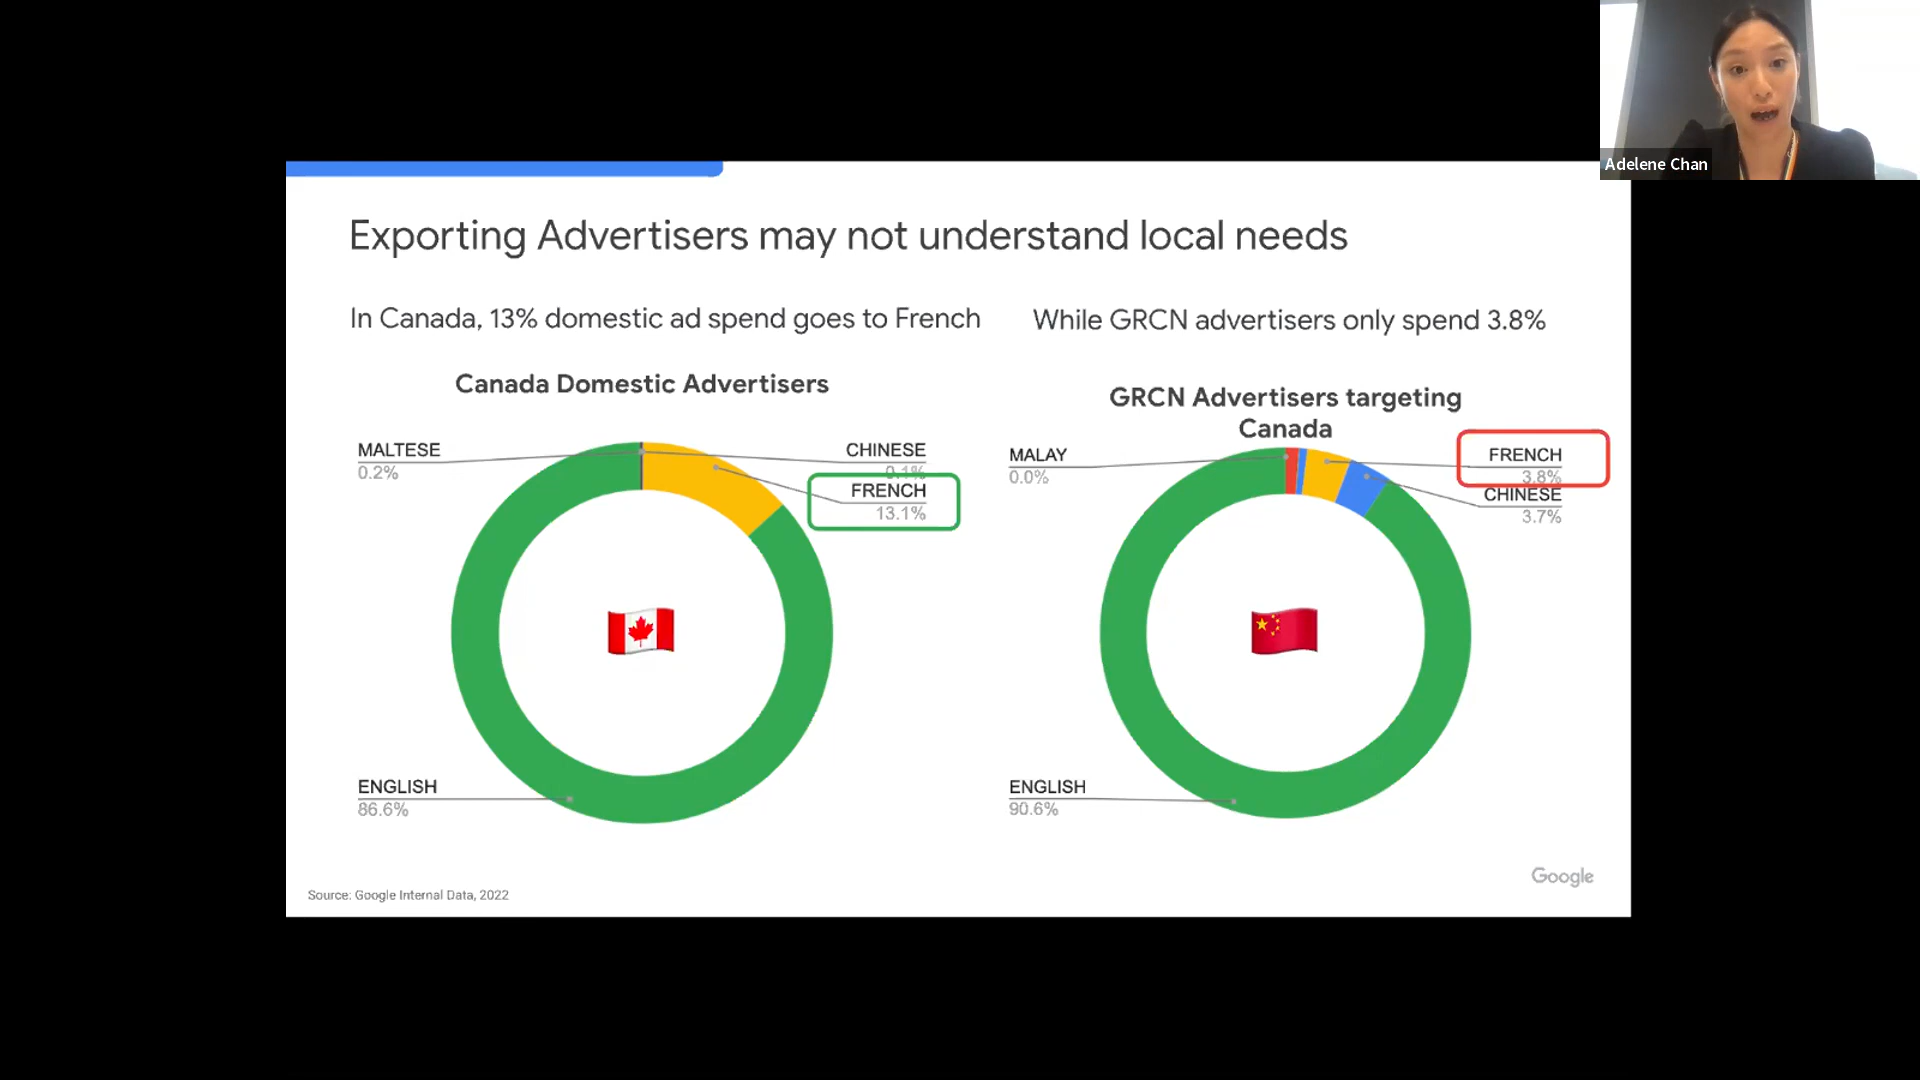 Adelene Chan
Exporting Advertisers may not understand local needs
In Canada, 13% domestic ad spend goes to French
Canada Domestic Advertisers
MALTESE
0.2%
CHINESE
0.1%
FRENCH
13.1%
ENGLISH
86.6%
While GRCN advertisers only spend 3.8%
GRCN Advertisers targeting
Canada
MALAY
0.0%
FRENCH
3.8%
CHINESE
3.7%
ENGLISH
90.6%
Source: Google Internal Data, 2022
Google